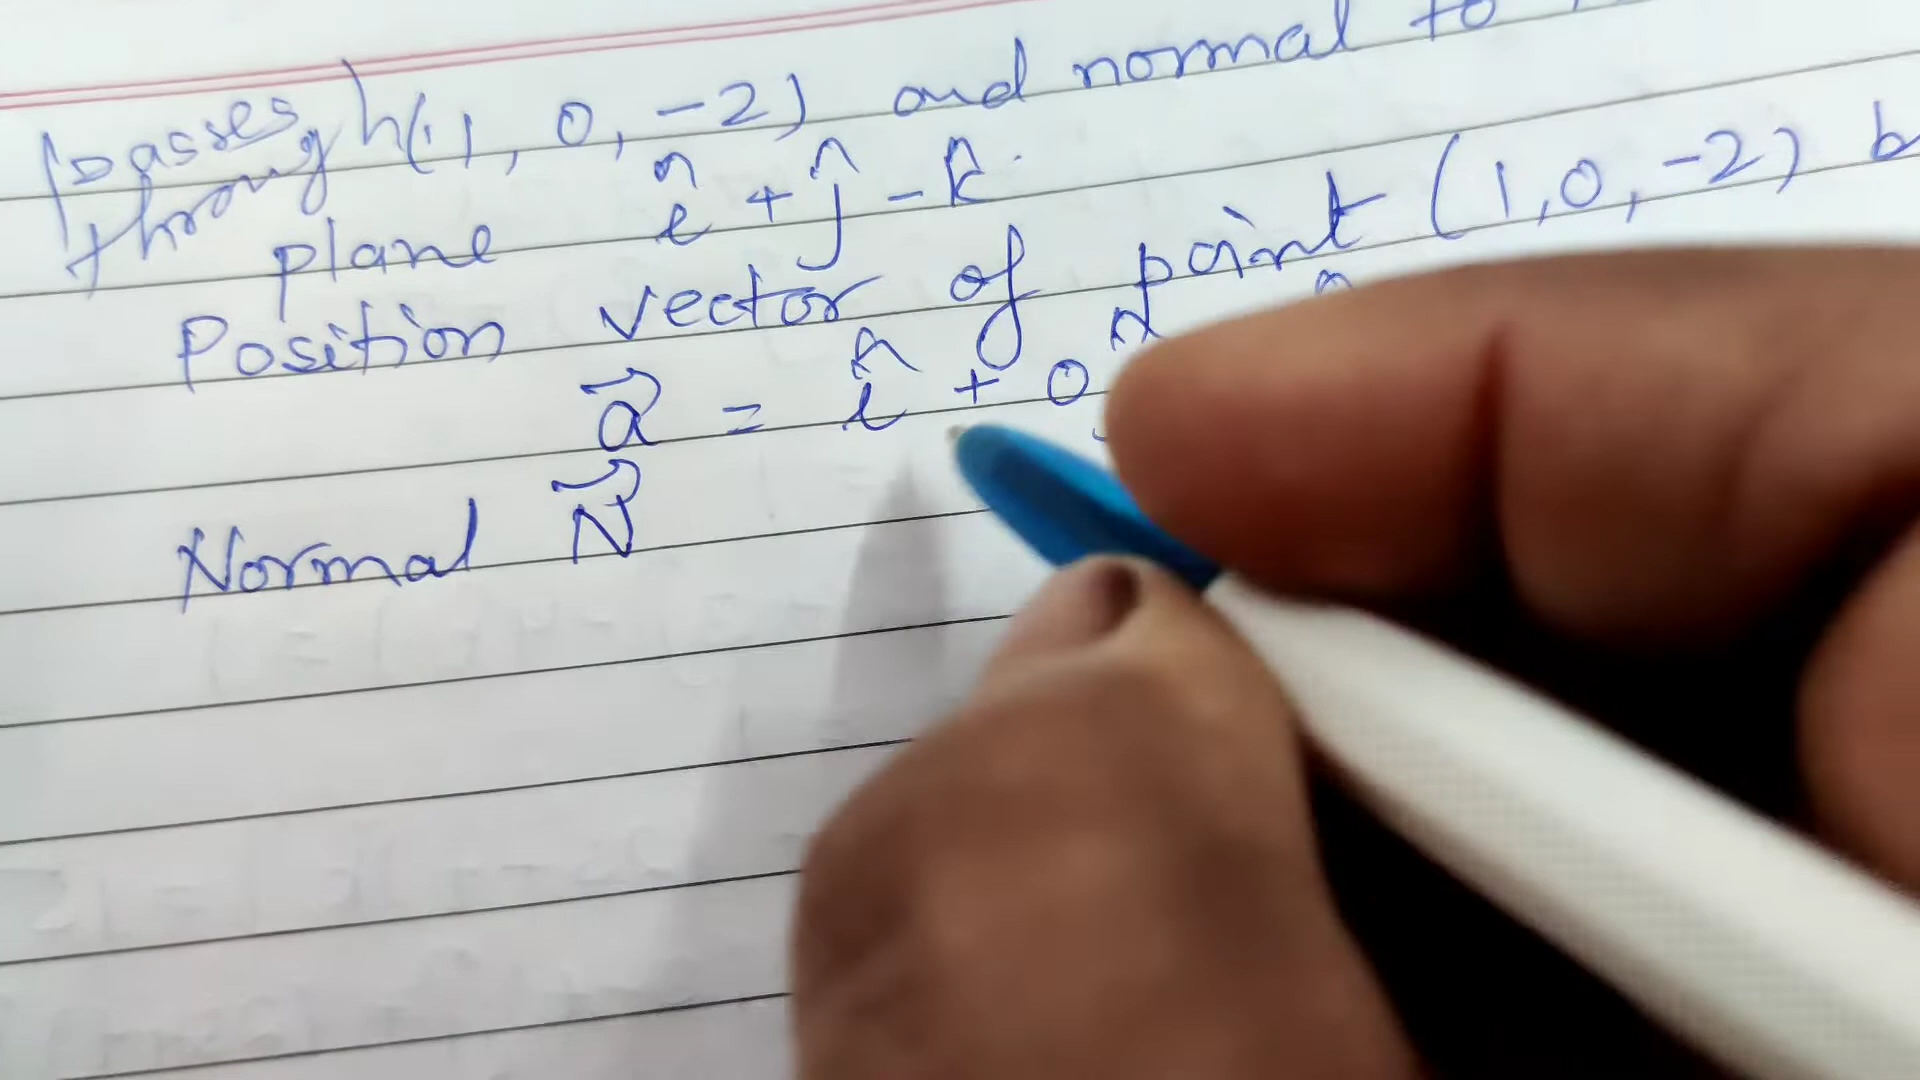 passes through (1, 0, -2) and normal to
plane î + ĵ - k̂.
Position vector of point (1, 0, -2) b
a⃗ = î + 0
Normal N⃗